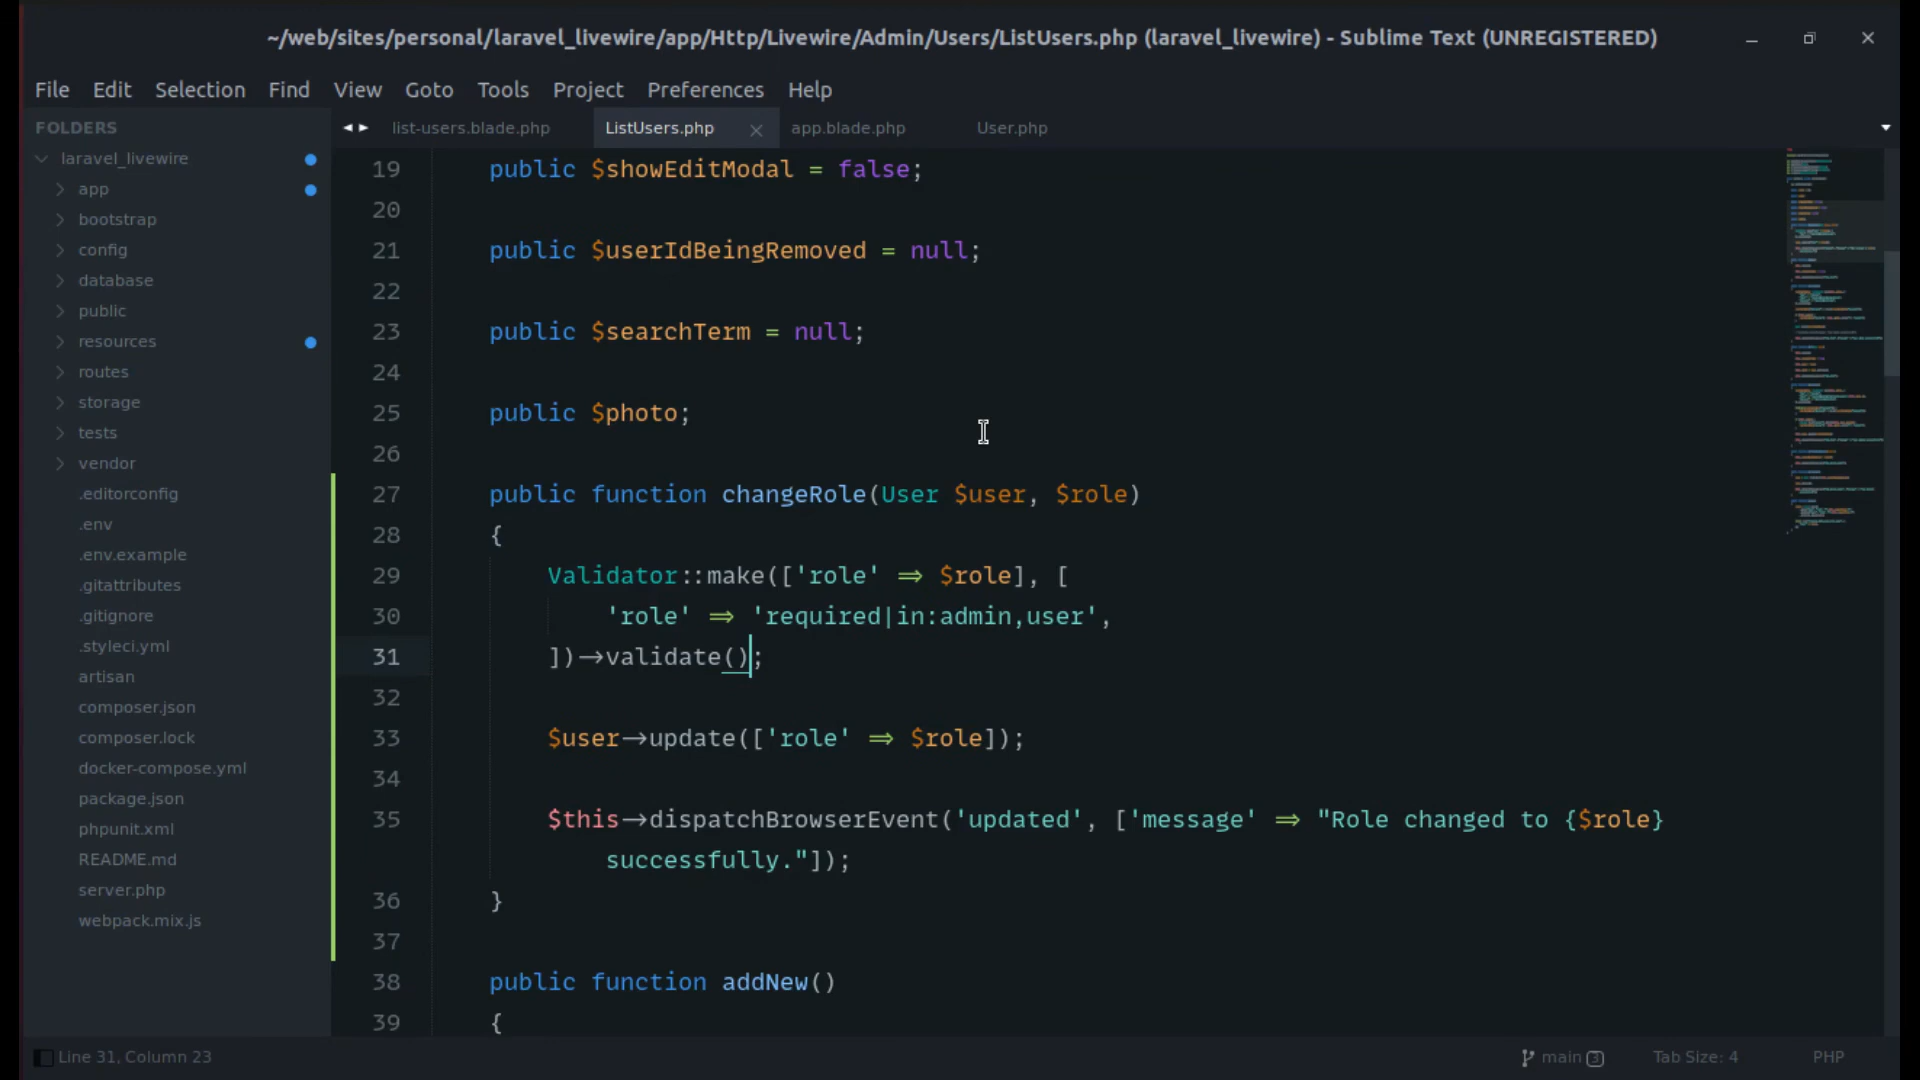 ~/web/sites/personal/laravel_livewire/app/Http/Livewire/Admin/Users/ListUsers.php (laravel_livewire) - Sublime Text (UNREGISTERED)
File Edit Selection Find View Goto Tools Project Preferences Help
FOLDERS
laravel_livewire
app
bootstrap
config
database
public
resources
routes
storage
tests
vendor
.editorconfig
.env
.env.example
.gitattributes
.gitignore
.styleci.yml
artisan
composer.json
composer.lock
docker-compose.yml
package.json
phpunit.xml
README.md
server.php
webpack.mix.js
list-users.blade.php ListUsers.php app.blade.php User.php
19 public $showEditModal = false;
20
21 public $userIdBeingRemoved = null;
22
23 public $searchTerm = null;
24
25 public $photo;
26
27 public function changeRole(User $user, $role)
28 {
29 Validator::make(['role' => $role], [
30 'role' => 'required|in:admin,user',
31 ])->validate();
32
33 $user->update(['role' => $role]);
34
35 $this->dispatchBrowserEvent('updated', ['message' => "Role changed to {$role}
successfully."]);
36 }
37
38 public function addNew()
39 {
Line 31, Column 23 main 3 Tab Size: 4 PHP